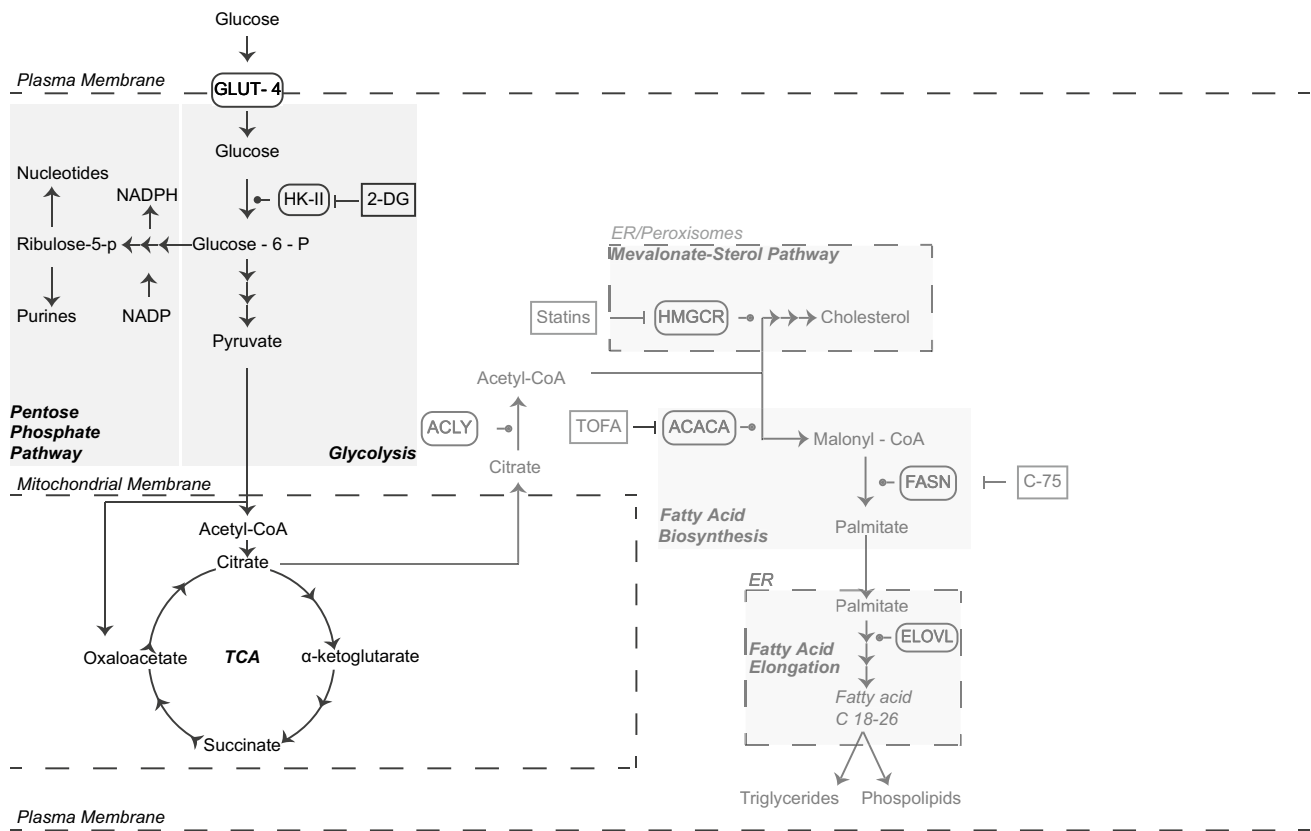 Glucose
Plasma Membrane
GLUT- 4
Glucose
Nucleotides
NADPH
HK-II
2-DG
Ribulose-5-p
Glucose - 6 - P
Purines
NADP
Pyruvate
Pentose
Phosphate
Pathway
Glycolysis
ER/Peroxisomes
Mevalonate-Sterol Pathway
Statins
HMGCR
Cholesterol
Acetyl-CoA
ACLY
Citrate
TOFA
ACACA
Malonyl - CoA
FASN
C-75
Fatty Acid
Biosynthesis
Palmitate
Mitochondrial Membrane
Acetyl-CoA
Citrate
Oxaloacetate
TCA
α-ketoglutarate
Succinate
ER
Palmitate
ELOVL
Fatty Acid
Elongation
Fatty acid
C 18-26
Triglycerides
Phospolipids
Plasma Membrane